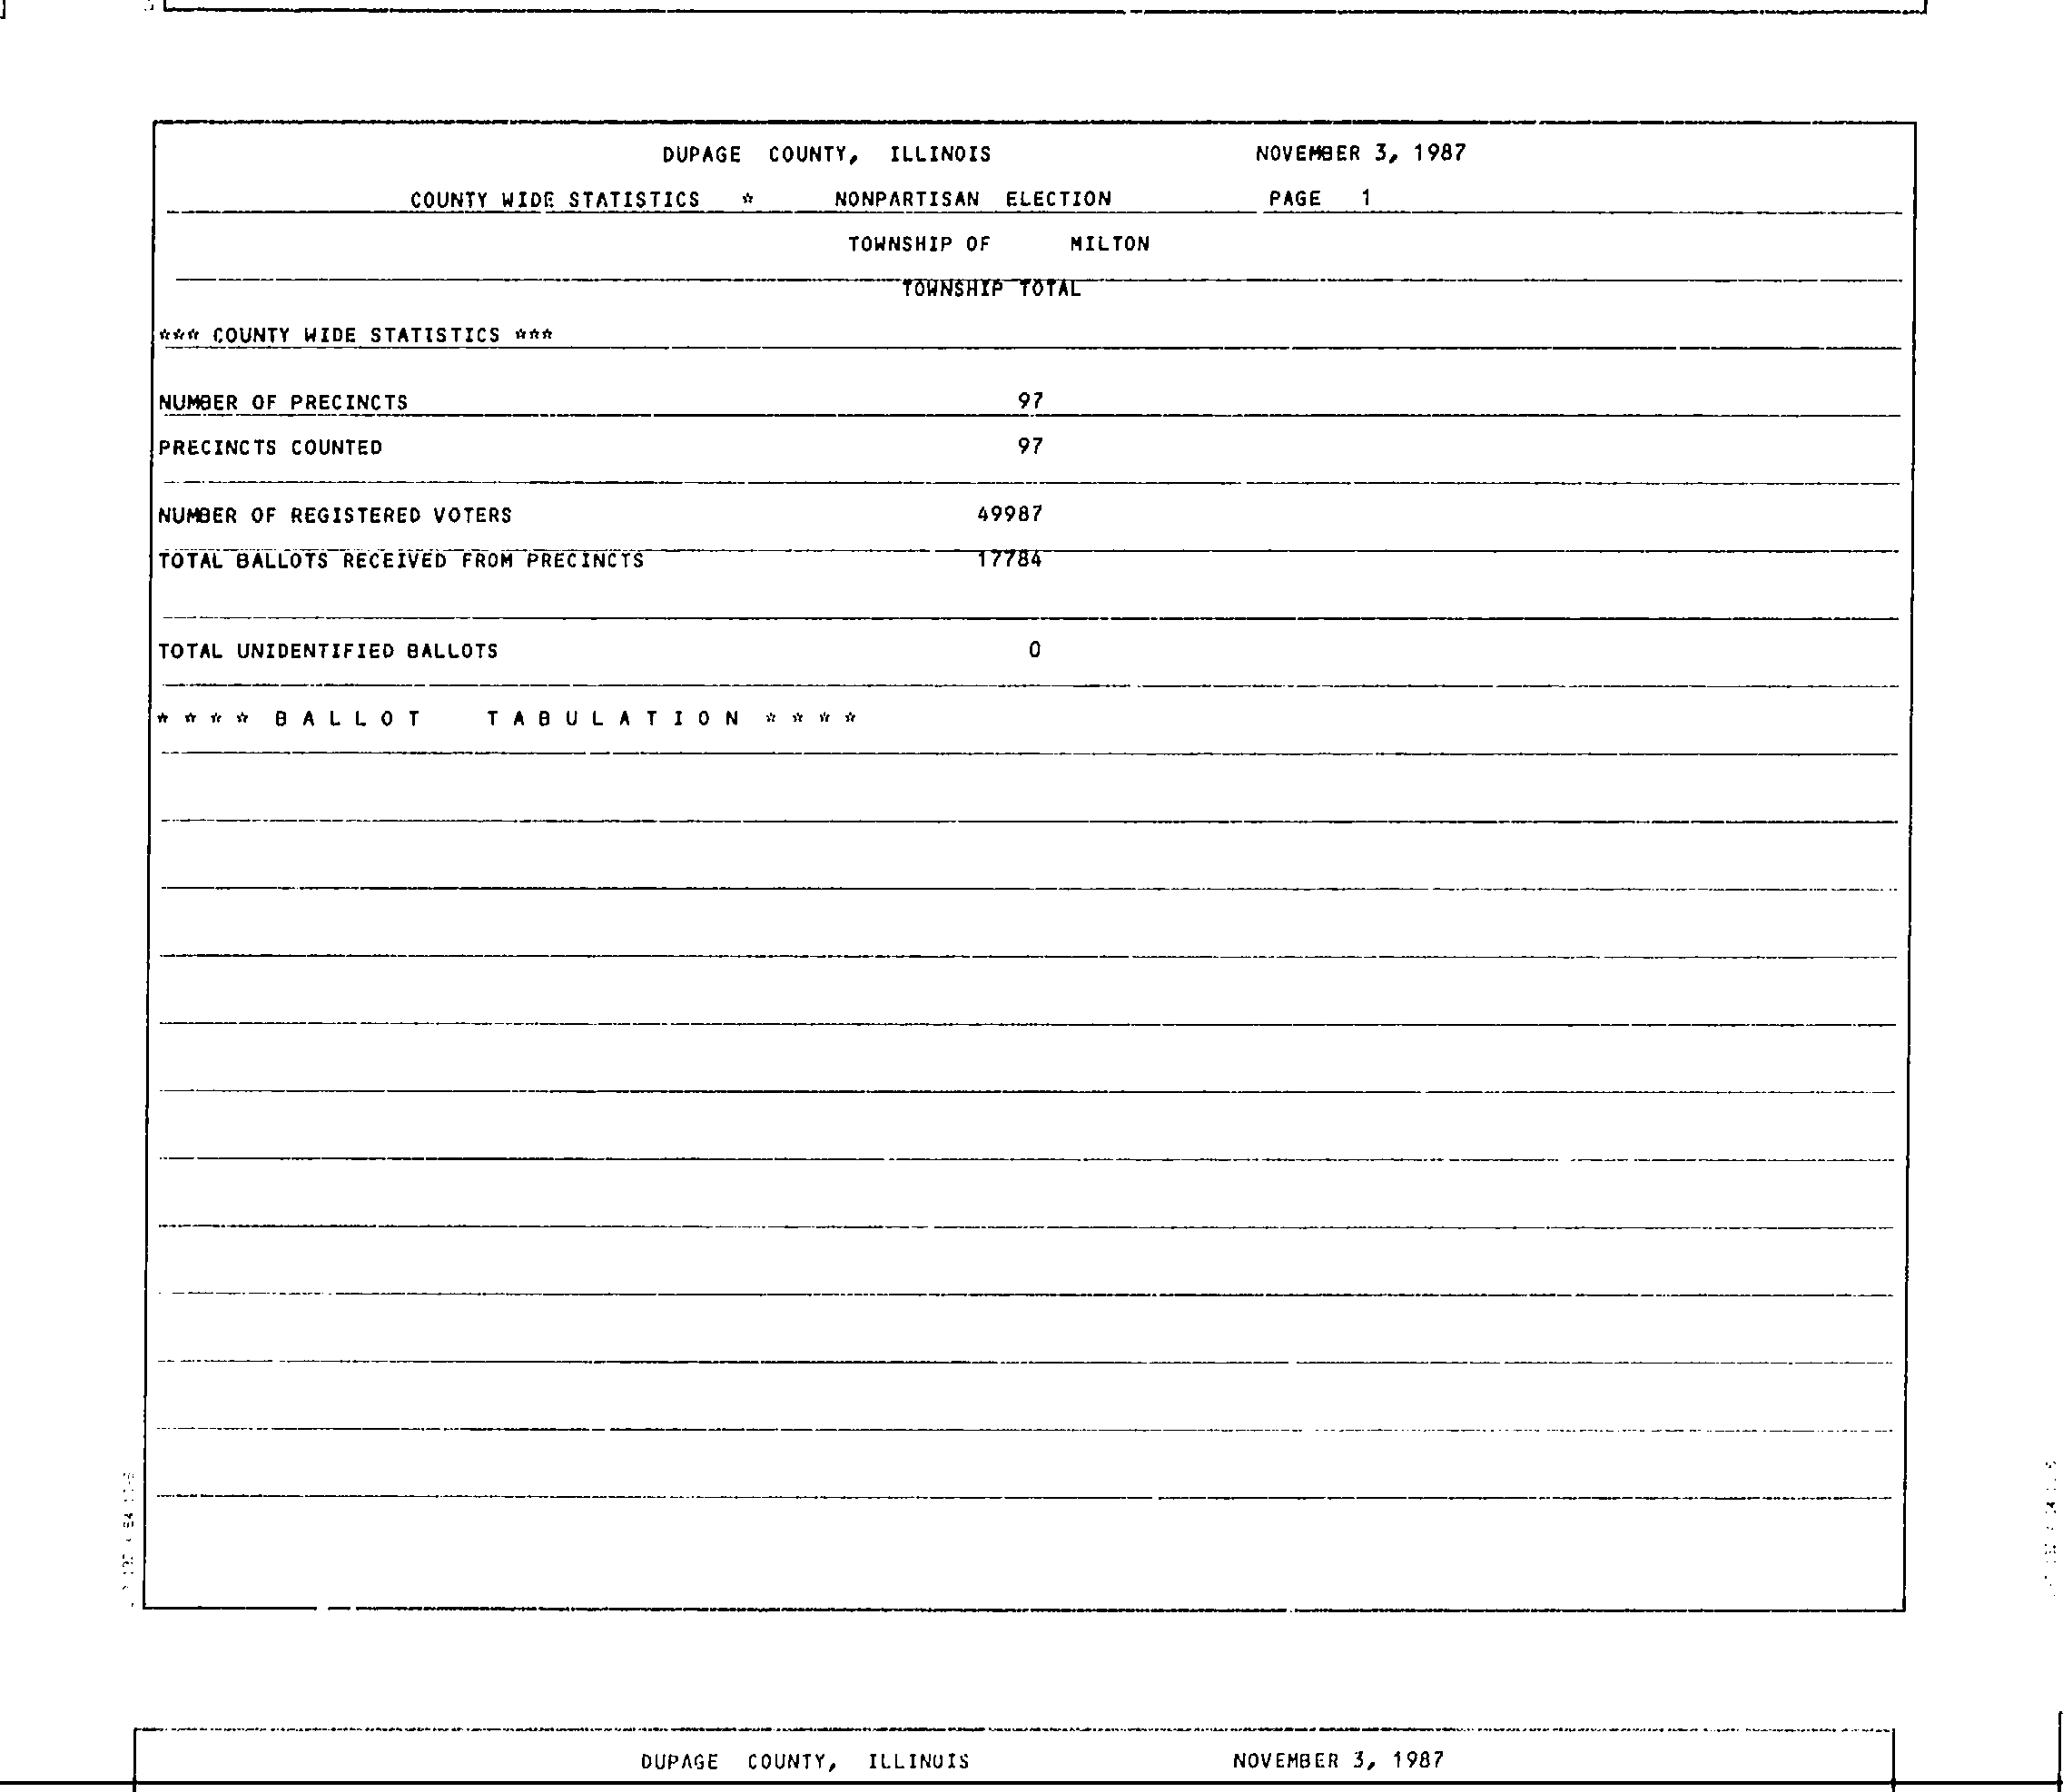 DUPAGE COUNTY, ILLINOIS NOVEMBER 3, 1987
COUNTY WIDE STATISTICS * NONPARTISAN ELECTION PAGE 1
TOWNSHIP OF MILTON
TOWNSHIP TOTAL
*** COUNTY WIDE STATISTICS ***
NUMBER OF PRECINCTS 97
PRECINCTS COUNTED 97
NUMBER OF REGISTERED VOTERS 49987
TOTAL BALLOTS RECEIVED FROM PRECINCTS 17784
TOTAL UNIDENTIFIED BALLOTS 0
* * * * B A L L O T T A B U L A T I O N * * * *
DUPAGE COUNTY, ILLINOIS NOVEMBER 3, 1987